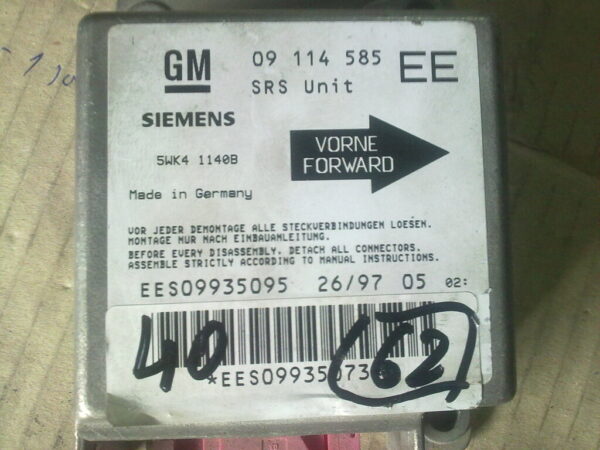 GM
09 114 585
EE
SRS Unit
SIEMENS
VORNE
FORWARD
5WK4 1140B
Made in Germany
VOR JEDER DEMONTAGE ALLE STECKVERBINDUNGEN LOESEN.
MONTAGE NUR NACH EINBAUANLEITUNG.
BEFORE EVERY DISASSEMBLY. DETACH ALL CONNECTORS.
ASSEMBLE STRICTLY ACCORDING TO MANUAL INSTRUCTIONS.
EES09935095 26/97 05 02:
40
62